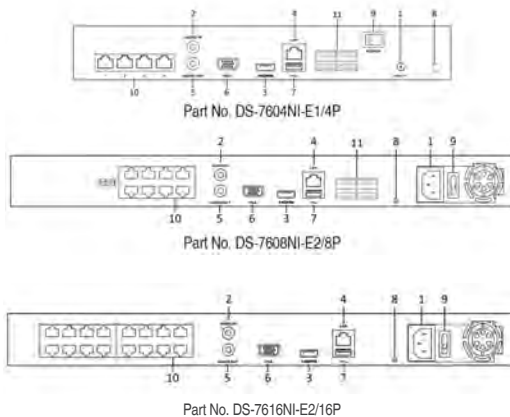 2 4 11 9 1 8
10 5 6 3 7
Part No. DS-7604NI-E1/4P
2 4 11 8 1 9
10 5 6 3 7
Part No. DS-7608NI-E2/8P
2 4 8 1 9
10 5 6 3 7
Part No. DS-7616NI-E2/16P